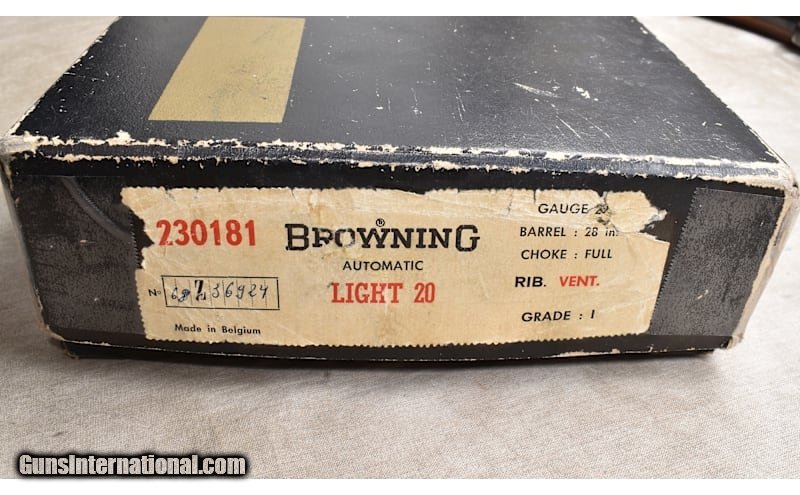 230181
BROWNING
AUTOMATIC
LIGHT 20
No
Made in Belgium
GAUGE
BARREL : 28 in.
CHOKE : FULL
RIB. VENT.
GRADE : I
GunsInternational.com